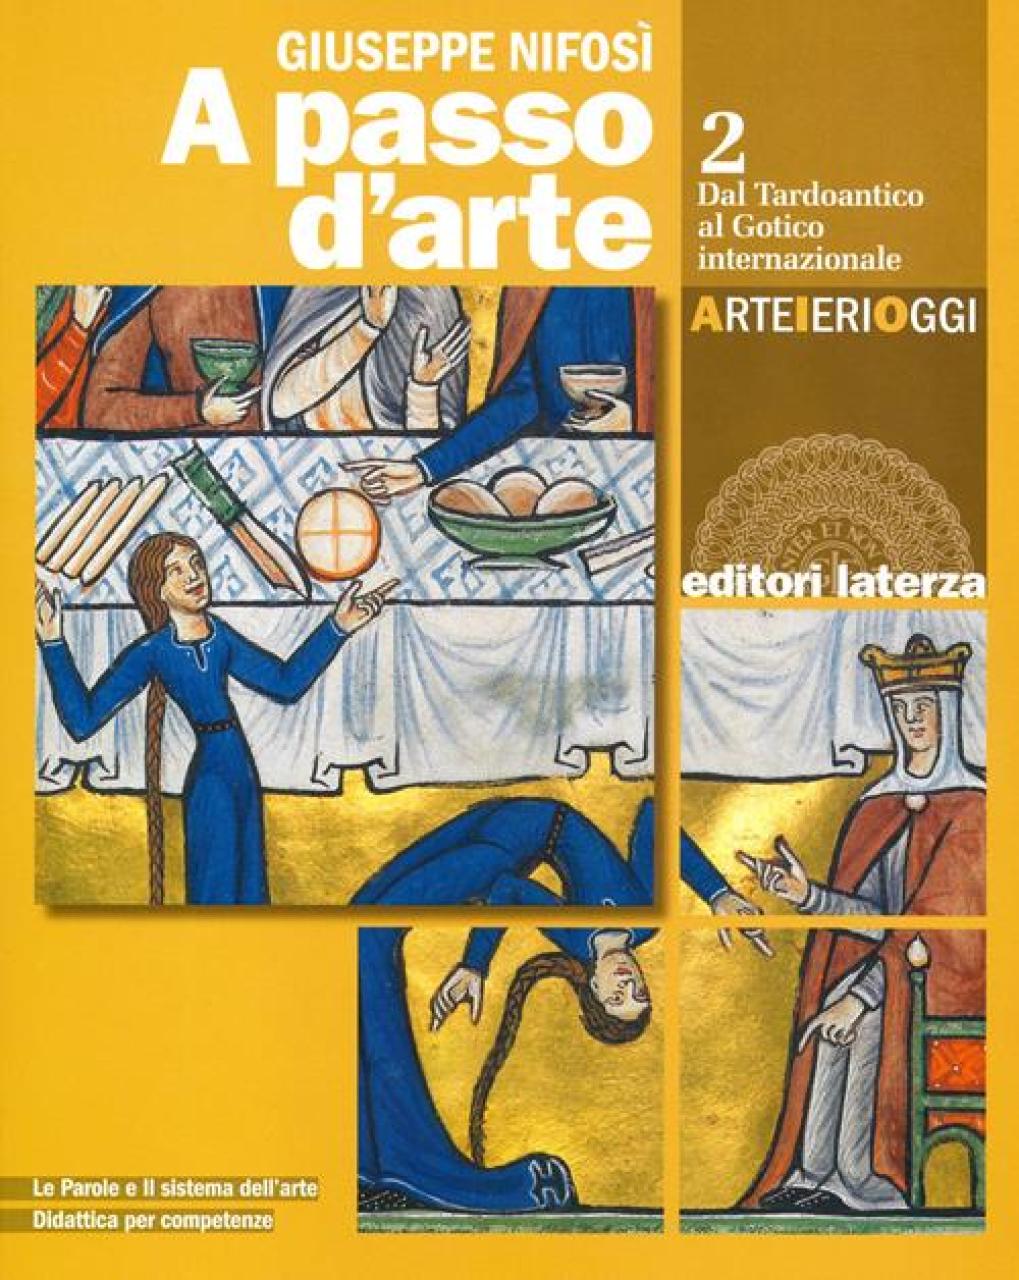 GIUSEPPE NIFOSÌ
A passo
d'arte
2
Dal Tardoantico
al Gotico
internazionale
ARTEIERIOGGI
editori laterza
Le Parole e Il sistema dell'arte
Didattica per competenze